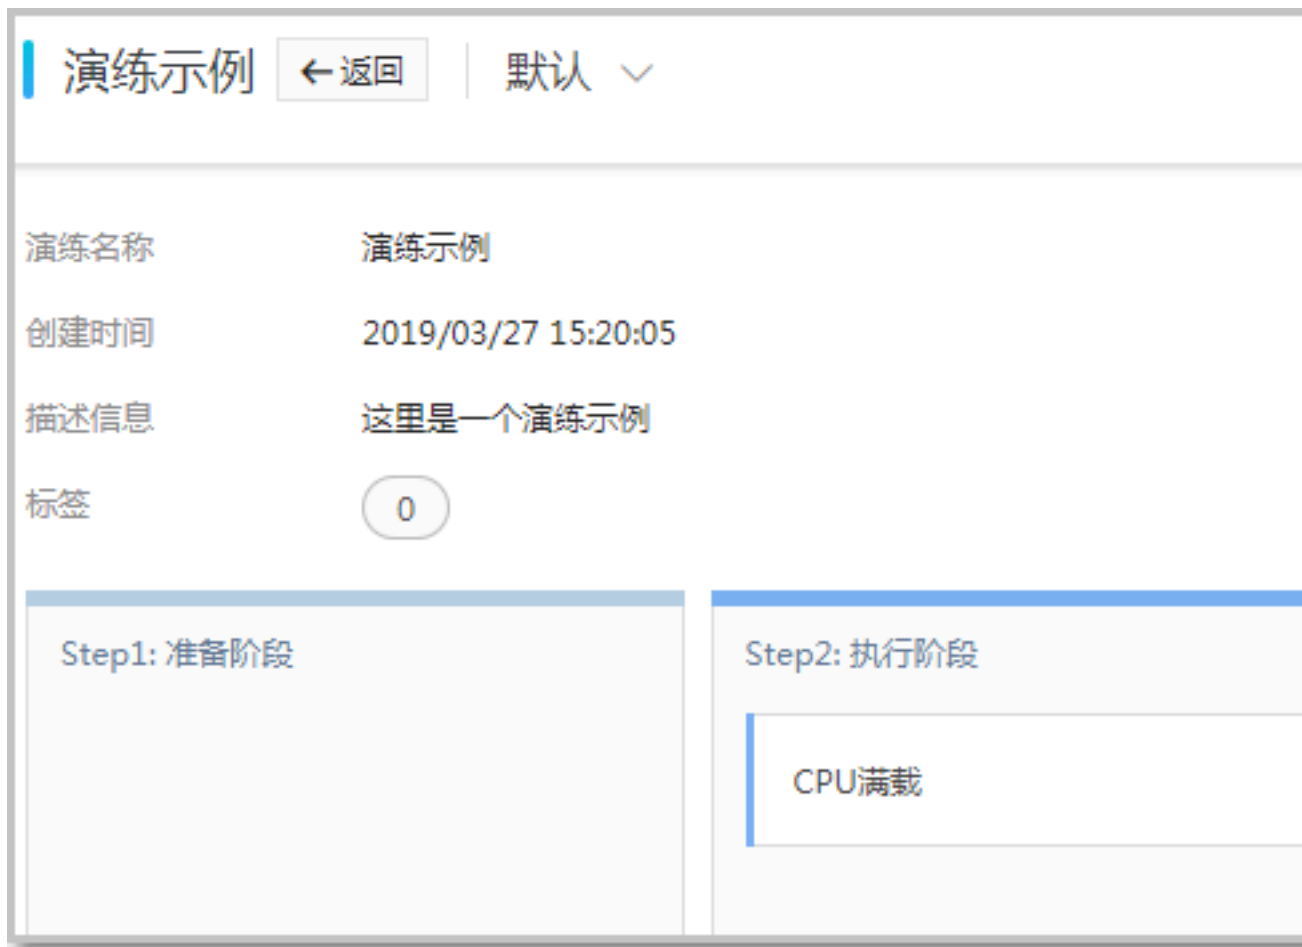 演练示例 ←返回 默认
演练名称 演练示例
创建时间 2019/03/27 15:20:05
描述信息 这里是一个演练示例
标签 0
Step1: 准备阶段 Step2: 执行阶段
CPU满载